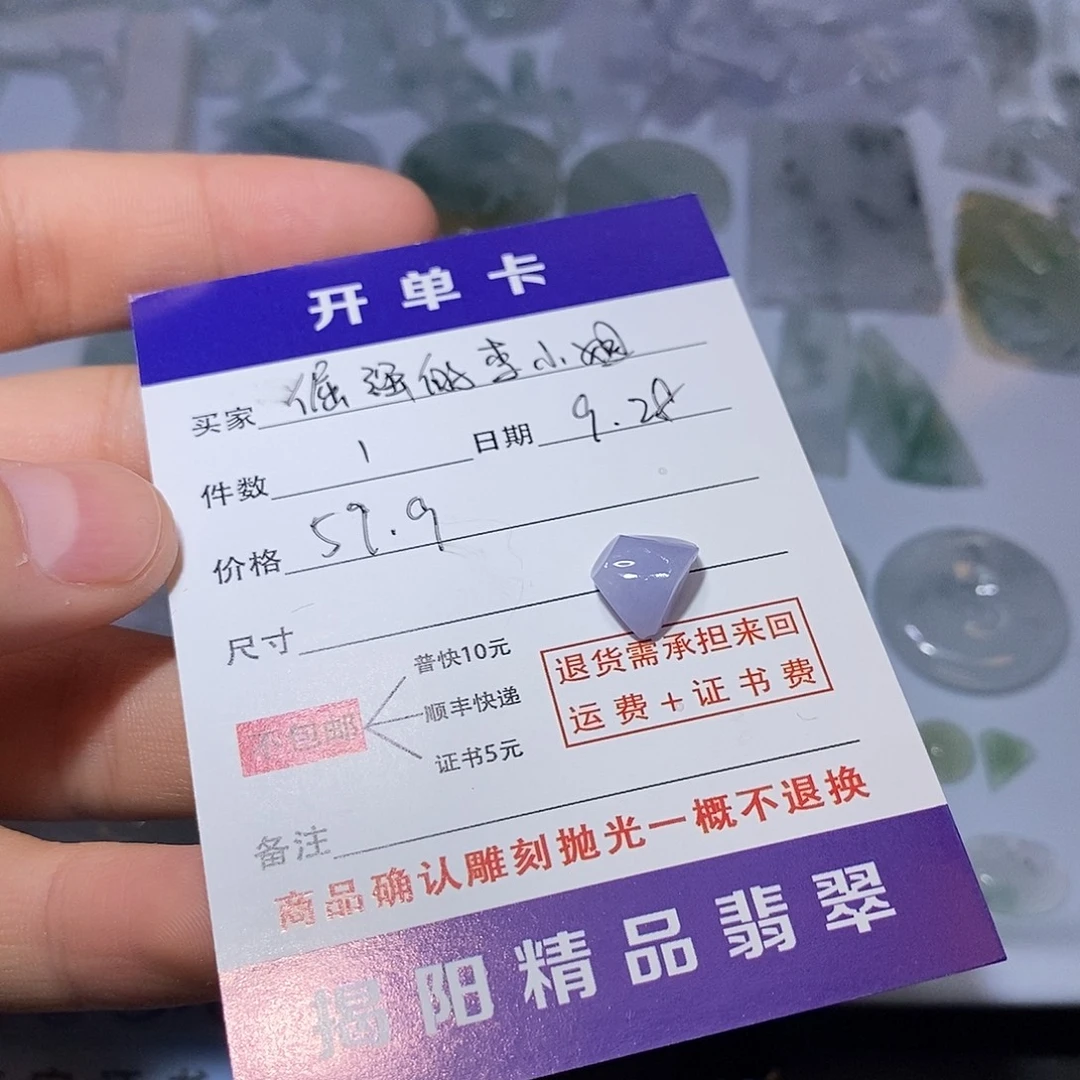 开单卡
买家 倔强的李小姐
件数 1 日期 9.28
价格 59.9
尺寸
普快10元
不包邮 顺丰快递
证书5元
退货需承担来回
运费+证书费
备注
商品确认雕刻抛光一概不退换
揭阳精品翡翠